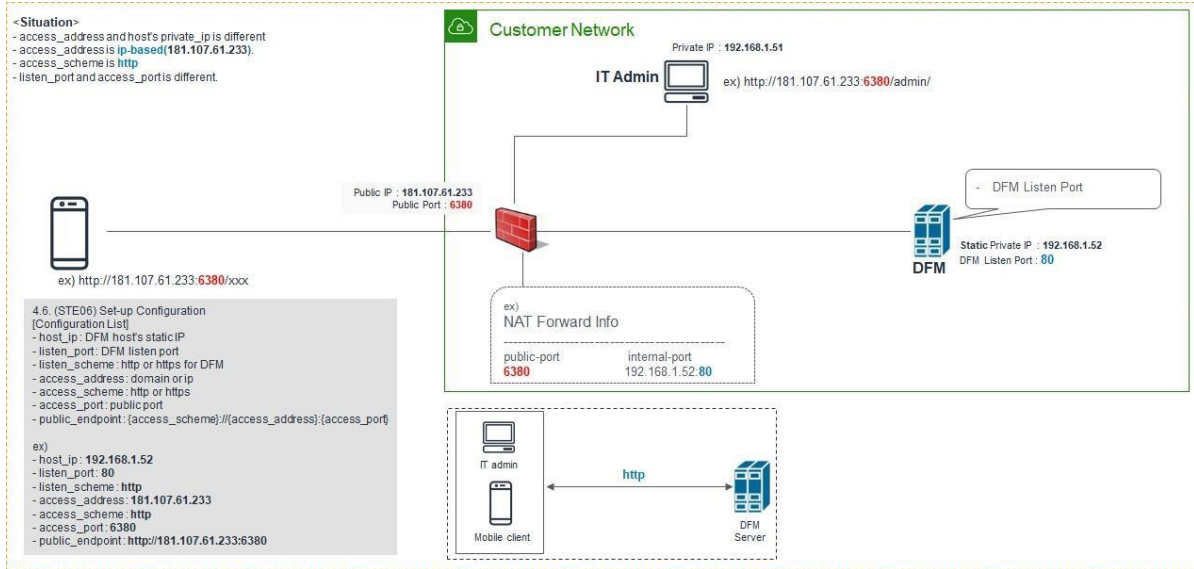 <Situation>
- access_address and host's private_ip is different
- access_address is ip-based(181.107.61.233).
- access_scheme is http
- listen_port and access_port is different.
Customer Network
Private IP : 192.168.1.51
IT Admin
ex) http://181.107.61.233:6380/admin/
Public IP : 181.107.61.233
Public Port : 6380
- DFM Listen Port
Static Private IP : 192.168.1.52
DFM Listen Port : 80
DFM
ex) http://181.107.61.233:6380/xxx
4.6. (STE06) Set-up Configuration
[Configuration List]
- host_ip : DFM host's static IP
- listen_port : DFM listen port
- listen_scheme : http or https for DFM
- access_address : domain or ip
- access_scheme : http or https
- access_port : public port
- public_endpoint : {access_scheme}://{access_address}:{access_port}
ex)
- host_ip : 192.168.1.52
- listen_port : 80
- listen_scheme : http
- access_address : 181.107.61.233
- access_scheme : http
- access_port : 6380
- public_endpoint : http://181.107.61.233:6380
ex)
NAT Forward Info
public-port internal-port
6380 192.168.1.52:80
IT admin
Mobile client
http
DFM
Server